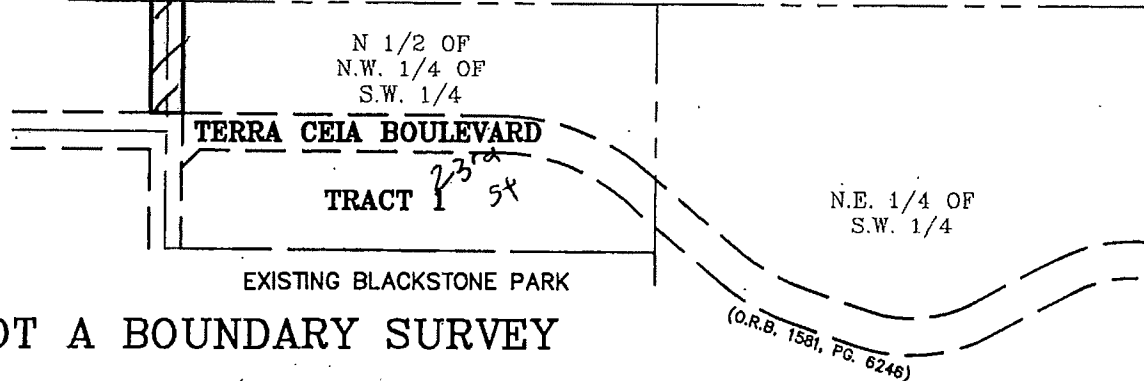 N 1/2 OF
N.W. 1/4 OF
S.W. 1/4
TERRA CEIA BOULEVARD
23rd
St
TRACT 1
N.E. 1/4 OF
S.W. 1/4
EXISTING BLACKSTONE PARK
(O.R.B. 1581, PG. 6246)
OT A BOUNDARY SURVEY